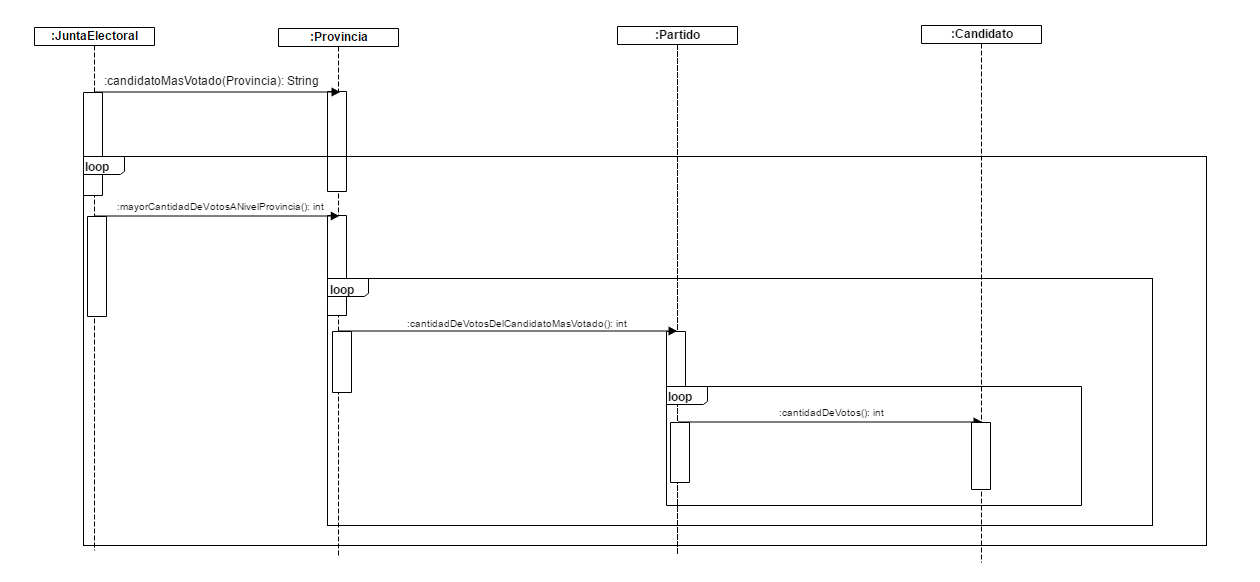 :JuntaElectoral
:Provincia
:Partido
:Candidato
:candidatoMasVotado(Provincia): String
loop
:mayorCantidadDeVotosANivelProvincia(): int
loop
:cantidadDeVotosDelCandidatoMasVotado(): int
loop
:cantidadDeVotos(): int